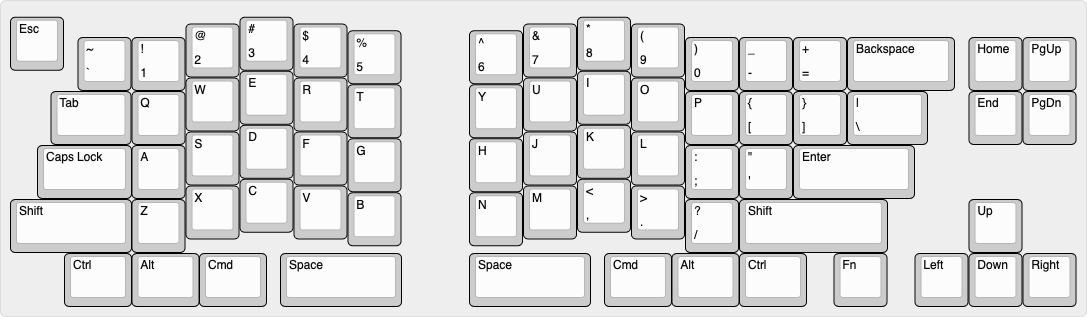 Esc
~ ! @ # $ % ^ & * ( ) _ + Backspace Home PgUp
` 1 2 3 4 5 6 7 8 9 0 - =
Tab Q W E R T Y U I O P { } | End PgDn
[ ] \
Caps Lock A S D F G H J K L : " Enter
; '
Shift Z X C V B N M < > ? Shift Up
, . /
Ctrl Alt Cmd Space Space Cmd Alt Ctrl Fn Left Down Right